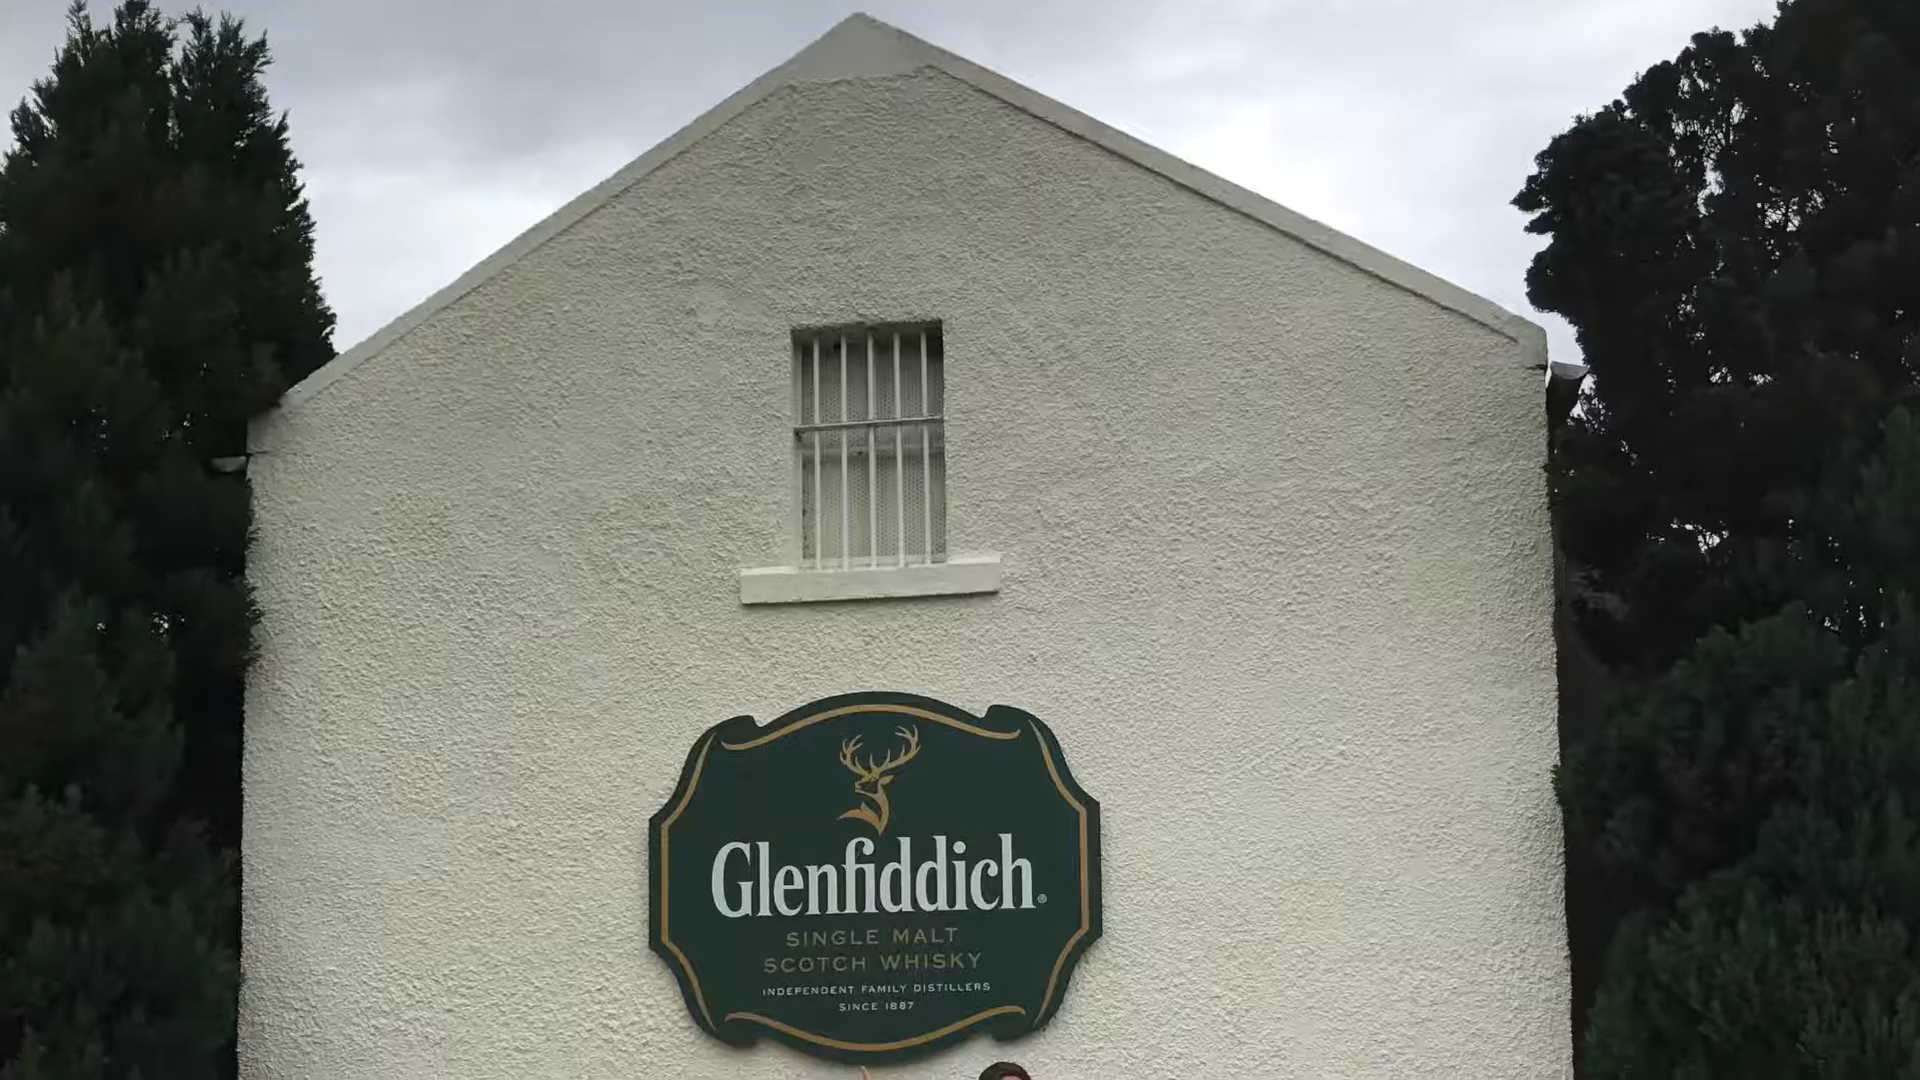 Glenfiddich®
SINGLE MALT
SCOTCH WHISKY
INDEPENDENT FAMILY DISTILLERS
SINCE 1887